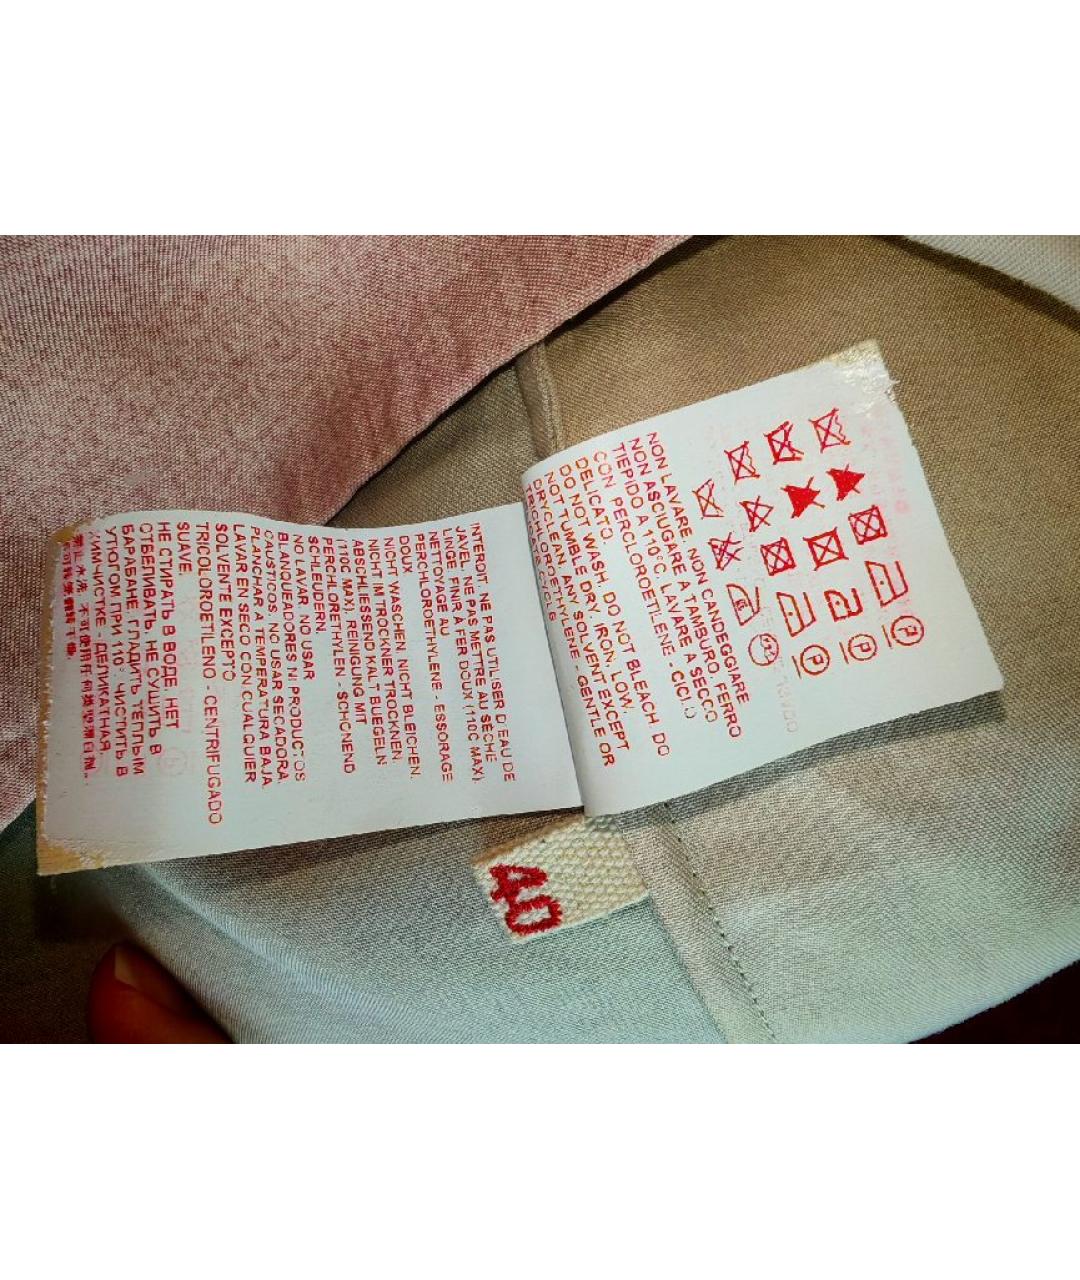 NON LAVARE. NON CANDEGGIARE
NON ASCIUGARE A TAMBURO. FERRO
TIEPIDO A 110°C. LAVARE A SECCO
CON PERCLOROETILENE - CICLO
DELICATO.
DO NOT WASH. DO NOT BLEACH. DO
NOT TUMBLE DRY. IRON, LOW.
DRYCLEAN, ANY SOLVENT EXCEPT
TRICHLOROETHYLENE - GENTLE OR
CYCLE
INTERDIT. NE PAS UTILISER D'EAU DE
JAVEL. NE PAS METTRE AU SÈCHE
LINGE. FINIR A FER DOUX (110C MAX).
NETTOYAGE AU
PERCHLOROETHYLENE - ESSORAGE
DOUX
NICHT WASCHEN. NICHT BLEICHEN.
NICHT IM TROCKNER TROCKNEN.
ABSCHLIESSEND KALT BUEGELN
(110C MAX). REINIGUNG MIT
PERCHLORETHYLEN - SCHONEND
SCHLEUDERN.
NO LAVAR. NO USAR
BLANQUEADORES NI PRODUCTOS
CAUSTICOS. NO USAR SECADORA.
PLANCHAR A TEMPERATURA BAJA.
LAVAR EN SECO CON CUALQUIER
SOLVENTE EXCEPTO
TRICOLOROETILENO - CENTRIFUGADO
SUAVE.
НЕ СТИРАТЬ В ВОДЕ. НЕТ
ОТБЕЛИВАТЬ. НЕ СУШИТЬ В
БАРАБАНЕ. ГЛАДИТЬ ТЕПЛЫМ
УТЮГОМ ПРИ 110°. ЧИСТИТЬ В
ХИМЧИСТКЕ - ДЕЛИКАТНАЯ.
40